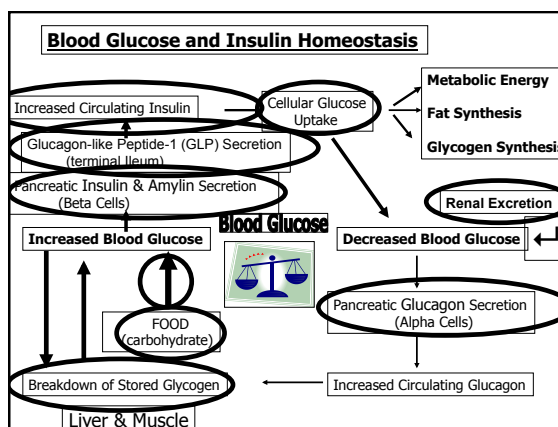 Blood Glucose and Insulin Homeostasis
Increased Circulating Insulin
Cellular Glucose
Uptake
Metabolic Energy
Fat Synthesis
Glycogen Synthesis
Glucagon-like Peptide-1 (GLP) Secretion
(terminal Ileum)
Pancreatic Insulin & Amylin Secretion
(Beta Cells)
Renal Excretion
Increased Blood Glucose
Blood Glucose
Decreased Blood Glucose
Pancreatic Glucagon Secretion
(Alpha Cells)
FOOD
(carbohydrate)
Breakdown of Stored Glycogen
Increased Circulating Glucagon
Liver & Muscle